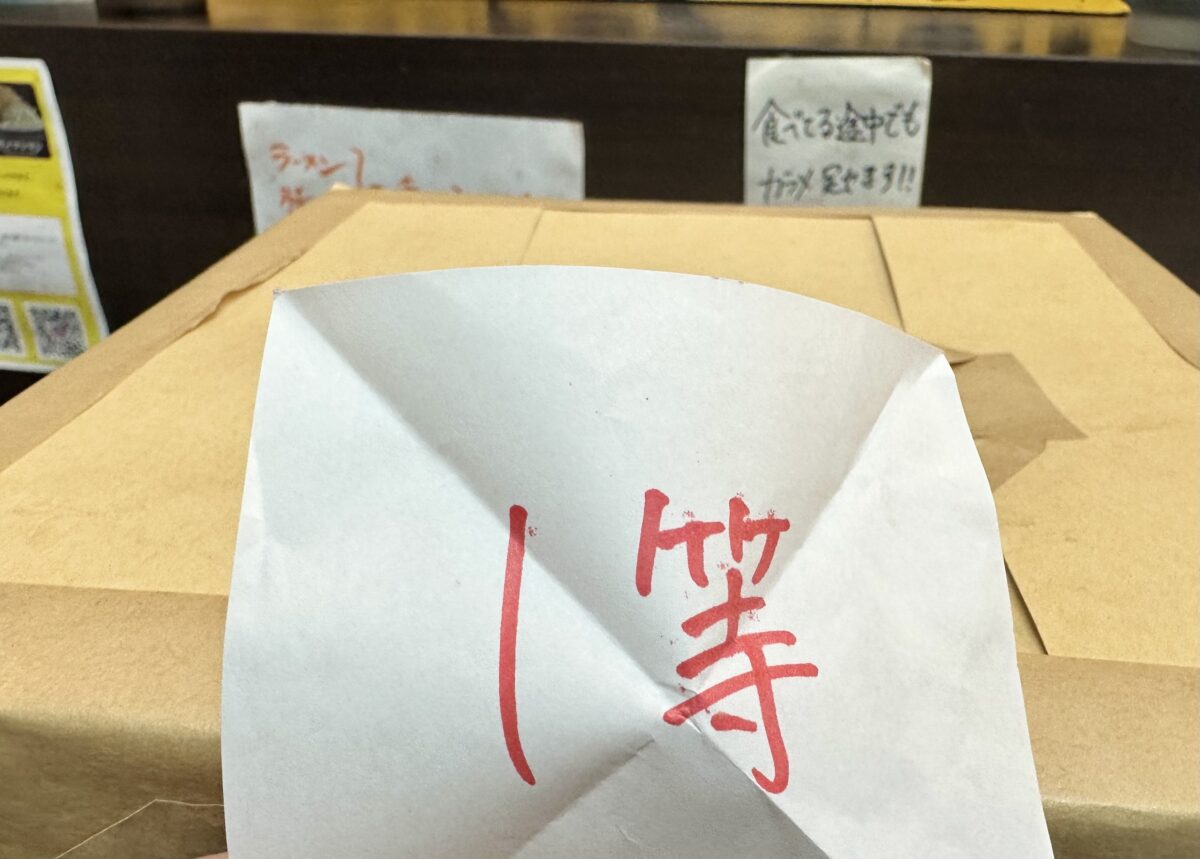 ラーメン
食べてる途中でも
カラメ足せます!!
1等